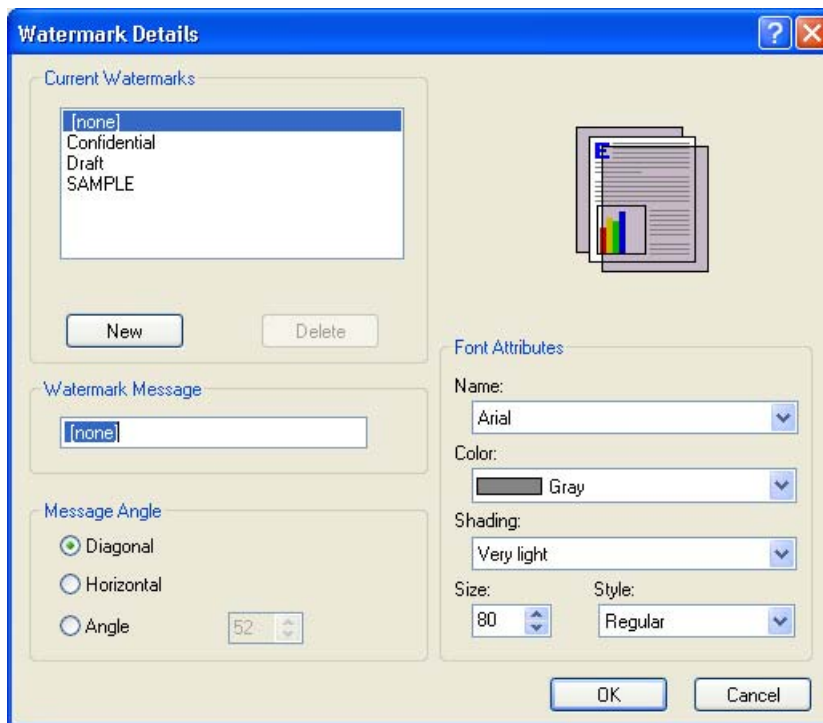 Watermark Details
Current Watermarks
[none]
Confidential
Draft
SAMPLE
New
Delete
Watermark Message
[none]
Message Angle
Diagonal
Horizontal
Angle
52
E
Font Attributes
Name:
Arial
Color:
Gray
Shading:
Very light
Size:
Style:
80
Regular
OK
Cancel